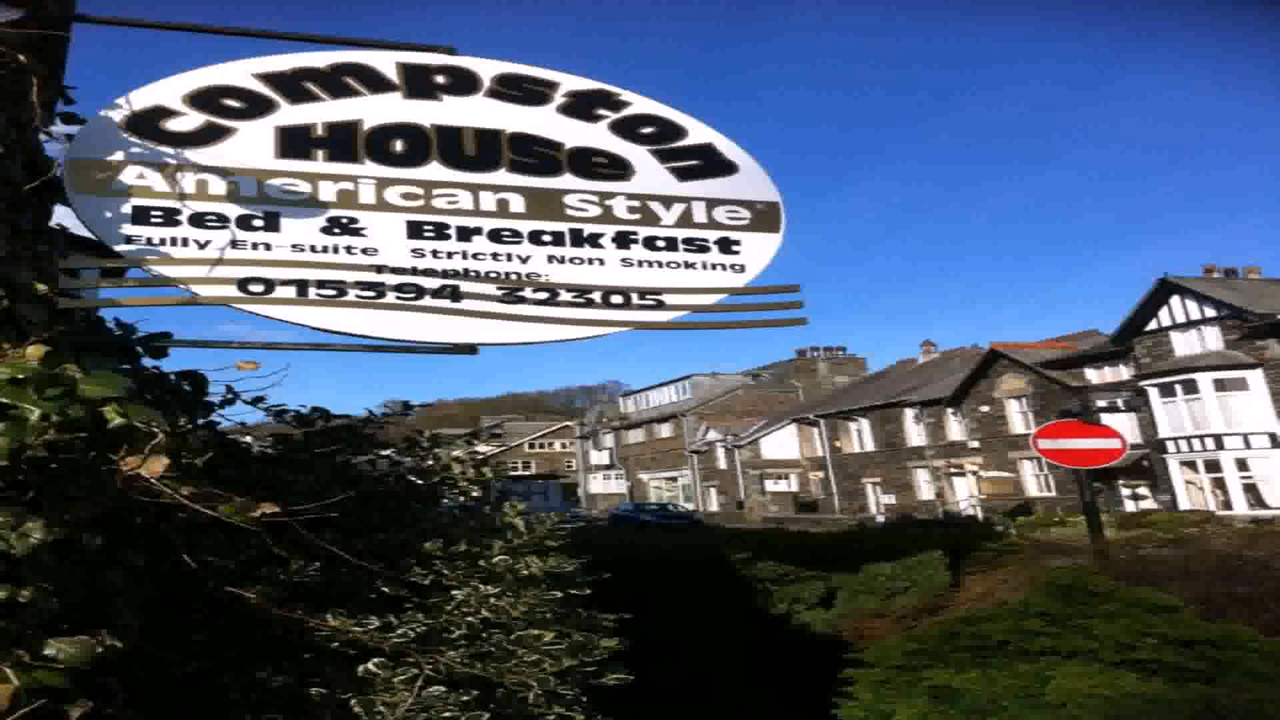 Compston
House
American Style
Bed & Breakfast
Fully En-suite Strictly Non Smoking
Telephone:
015394 32305